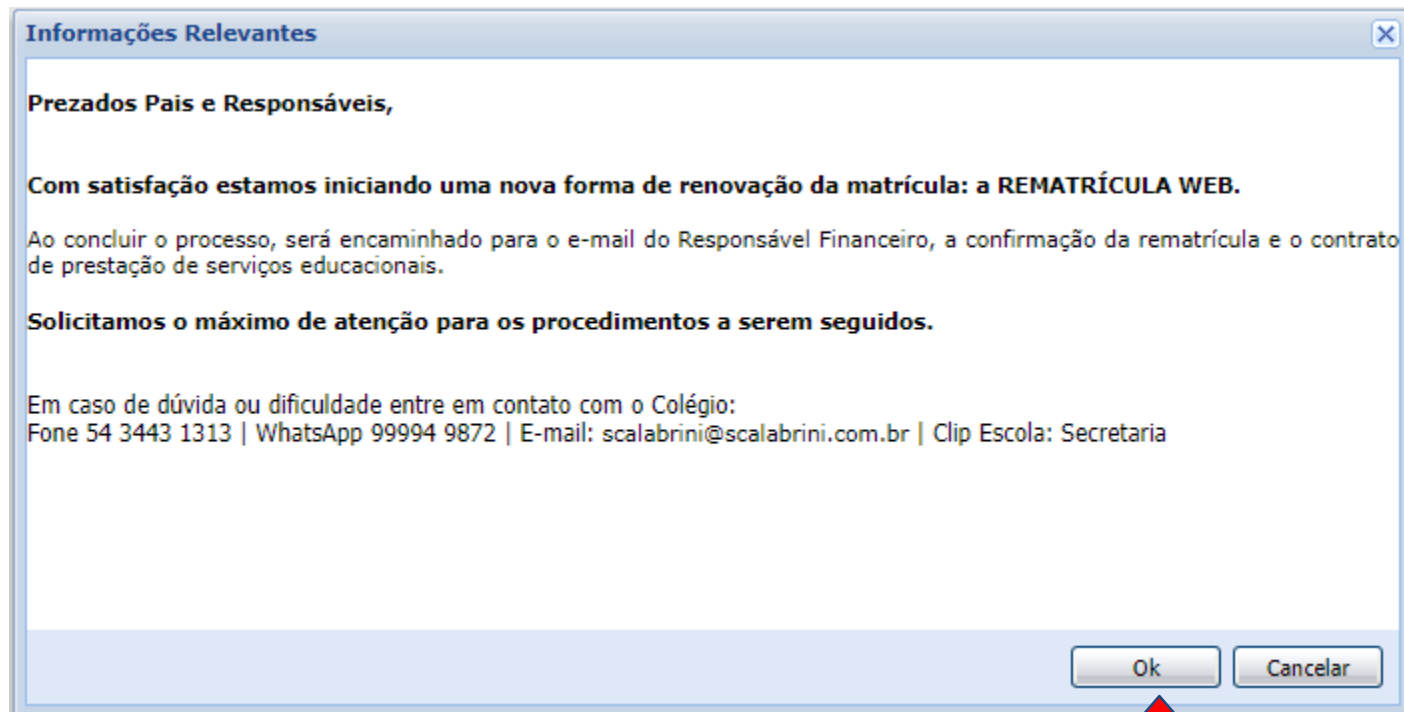 Informações Relevantes
Prezados Pais e Responsáveis,
Com satisfação estamos iniciando uma nova forma de renovação da matrícula: a REMATRÍCULA WEB.
Ao concluir o processo, será encaminhado para o e-mail do Responsável Financeiro, a confirmação da rematrícula e o contrato
de prestação de serviços educacionais.
Solicitamos o máximo de atenção para os procedimentos a serem seguidos.
Em caso de dúvida ou dificuldade entre em contato com o Colégio:
Fone 54 3443 1313 | WhatsApp 99994 9872 | E-mail: scalabrini@scalabrini.com.br | Clip Escola: Secretaria
Ok Cancelar